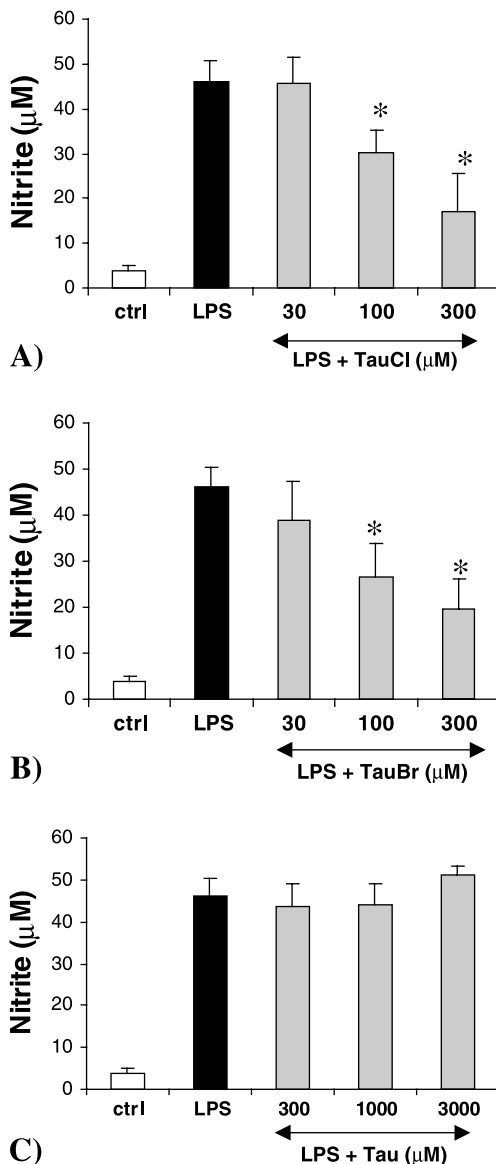 60
50
40
30
20
10
0
Nitrite (μM)
*
*
ctrl LPS 30 100 300
LPS + TauCl (μM)
A)
60
50
40
30
20
10
0
Nitrite (μM)
*
*
ctrl LPS 30 100 300
LPS + TauBr (μM)
B)
60
50
40
30
20
10
0
Nitrite (μM)
ctrl LPS 300 1000 3000
LPS + Tau (μM)
C)